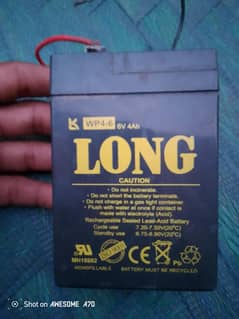 WP4-6
6V 4Ah
LONG
CAUTION
• Do not incinerate.
• Do not short the battery terminals.
• Do not charge in a gas tight container.
• Flush with water at once if contact is
made with electrolyte (Acid).
Rechargeable Sealed Lead-Acid Battery
Cycle use 7.20-7.50V(20°C)
Standby use 6.75-6.90V(20°C)
MH16982
NONSPILLABLE
BATTERY MUST BE RECYCLED
Shot on AWESOME A70